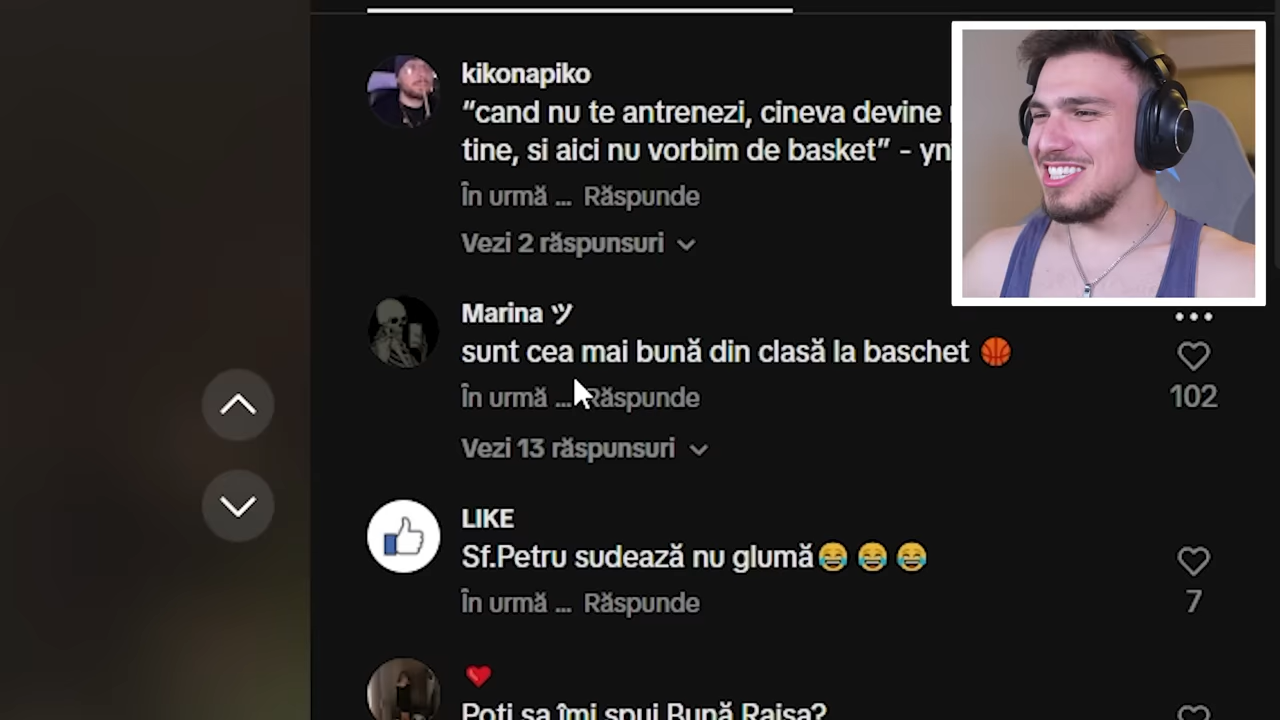 kikonapiko
“cand nu te antrenezi, cineva devine
tine, si aici nu vorbim de basket” - yn
În urmă ... Răspunde
Vezi 2 răspunsuri
Marina ツ
sunt cea mai bună din clasă la baschet 🏀
În urmă ... Răspunde
102
Vezi 13 răspunsuri
LIKE
Sf.Petru sudează nu glumă😂 😂 😂
În urmă ... Răspunde
7
❤️
Poti sa îmi spui Bună Raisa?